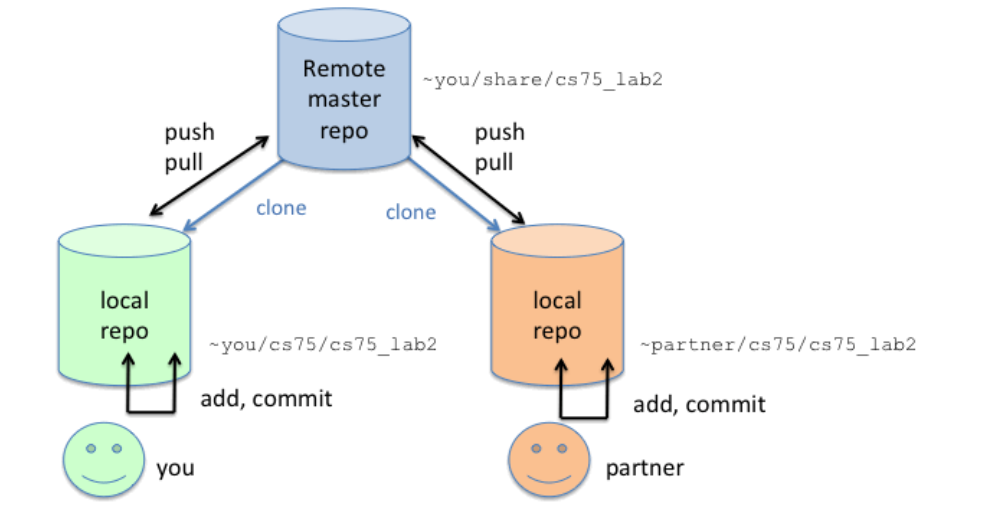 Remote
master
repo
~you/share/cs75_lab2
push
pull
push
pull
clone
clone
local
repo
~you/cs75/cs75_lab2
add, commit
you
local
repo
~partner/cs75/cs75_lab2
add, commit
partner